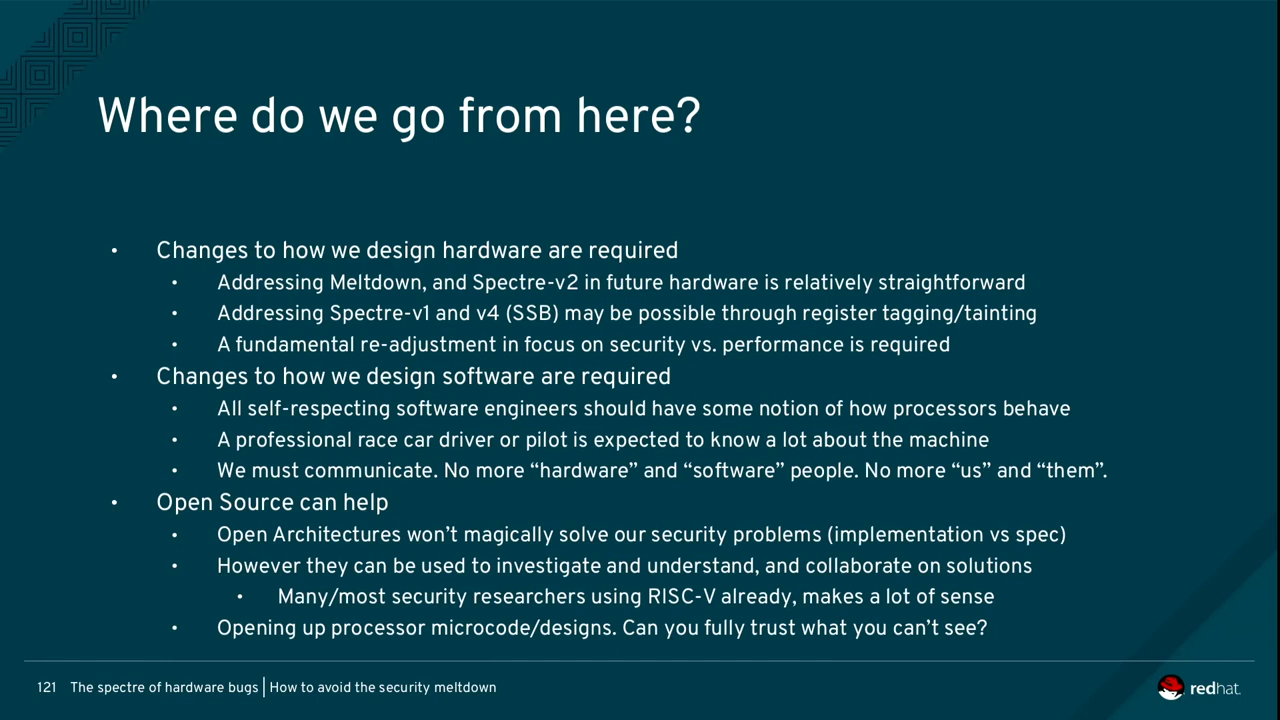 Where do we go from here?
• Changes to how we design hardware are required
• Addressing Meltdown, and Spectre-v2 in future hardware is relatively straightforward
• Addressing Spectre-v1 and v4 (SSB) may be possible through register tagging/tainting
• A fundamental re-adjustment in focus on security vs. performance is required
• Changes to how we design software are required
• All self-respecting software engineers should have some notion of how processors behave
• A professional race car driver or pilot is expected to know a lot about the machine
• We must communicate. No more “hardware” and “software” people. No more “us” and “them”.
• Open Source can help
• Open Architectures won’t magically solve our security problems (implementation vs spec)
• However they can be used to investigate and understand, and collaborate on solutions
• Many/most security researchers using RISC-V already, makes a lot of sense
• Opening up processor microcode/designs. Can you fully trust what you can’t see?
121 The spectre of hardware bugs | How to avoid the security meltdown
redhat.